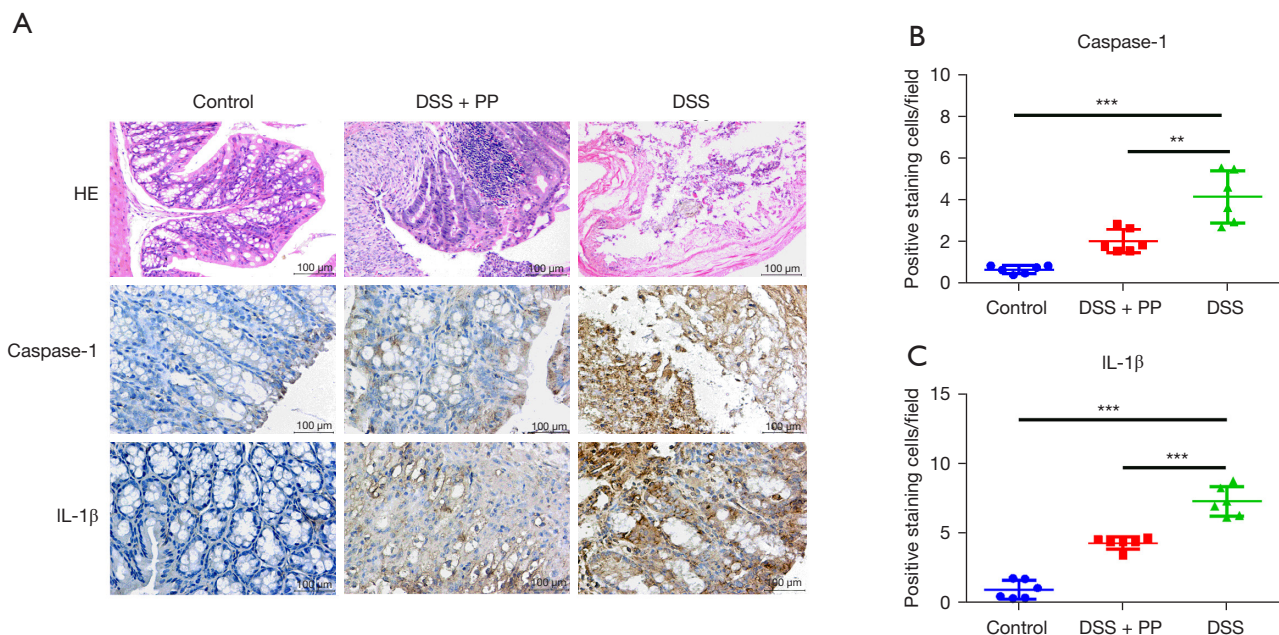 A
Control
DSS + PP
DSS
HE
100 µm
100 µm
100 µm
Caspase-1
100 µm
100 µm
100 µm
IL-1β
100 µm
100 µm
100 µm
B
Caspase-1
Positive staining cells/field
10
8
6
4
2
0
***
**
Control
DSS + PP
DSS
C
IL-1β
Positive staining cells/field
15
10
5
0
***
***
Control
DSS + PP
DSS